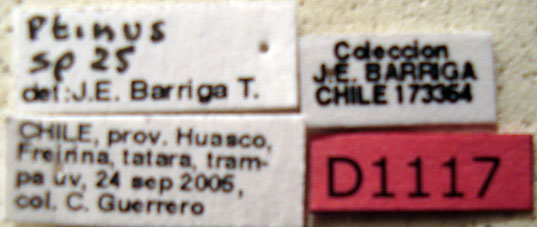 Ptinus
sp 25
det:J.E. Barriga T.
Coleccion
J.E. BARRIGA
CHILE 173364
CHILE, prov. Huasco,
Freirina, tatara, tram-
pa uv, 24 sep 2005,
col. C. Guerrero
D1117